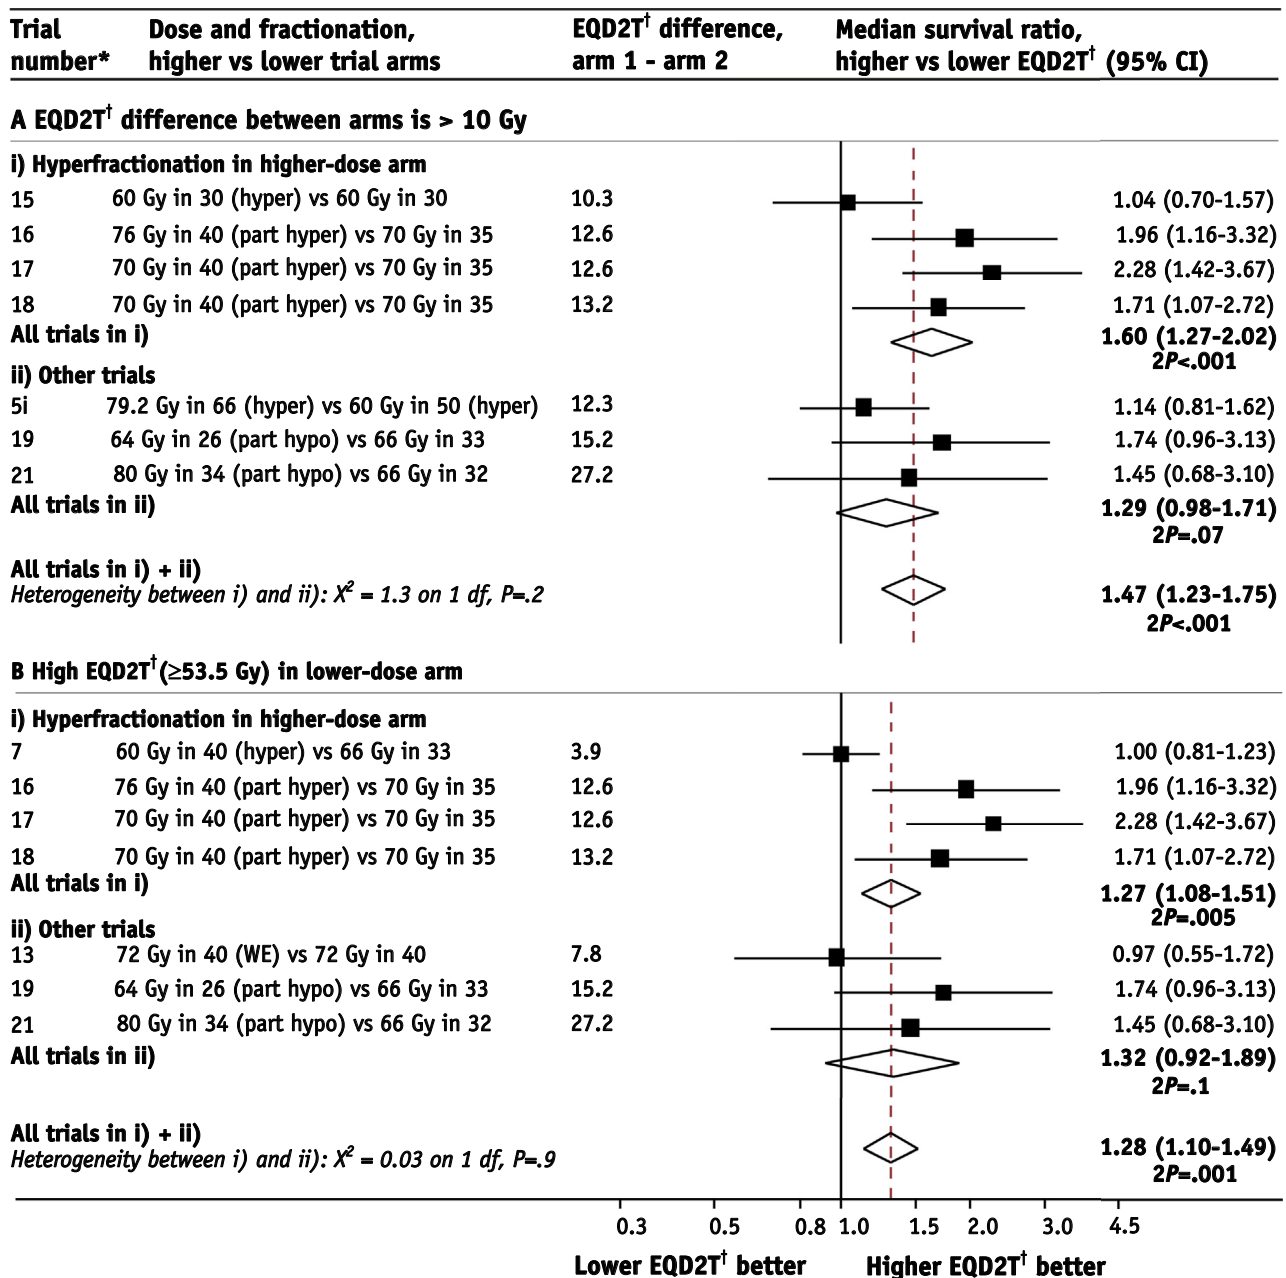 Trial Dose and fractionation, EQD2T† difference, Median survival ratio,
number* higher vs lower trial arms arm 1 - arm 2 higher vs lower EQD2T† (95% CI)
A EQD2T† difference between arms is > 10 Gy
i) Hyperfractionation in higher-dose arm
15 60 Gy in 30 (hyper) vs 60 Gy in 30 10.3 1.04 (0.70-1.57)
16 76 Gy in 40 (part hyper) vs 70 Gy in 35 12.6 1.96 (1.16-3.32)
17 70 Gy in 40 (part hyper) vs 70 Gy in 35 12.6 2.28 (1.42-3.67)
18 70 Gy in 40 (part hyper) vs 70 Gy in 35 13.2 1.71 (1.07-2.72)
All trials in i) 1.60 (1.27-2.02)
2P<.001
ii) Other trials
5i 79.2 Gy in 66 (hyper) vs 60 Gy in 50 (hyper) 12.3 1.14 (0.81-1.62)
19 64 Gy in 26 (part hypo) vs 66 Gy in 33 15.2 1.74 (0.96-3.13)
21 80 Gy in 34 (part hypo) vs 66 Gy in 32 27.2 1.45 (0.68-3.10)
All trials in ii) 1.29 (0.98-1.71)
2P=.07
All trials in i) + ii)
Heterogeneity between i) and ii): X² = 1.3 on 1 df, P=.2 1.47 (1.23-1.75)
2P<.001
B High EQD2T† (≥53.5 Gy) in lower-dose arm
i) Hyperfractionation in higher-dose arm
7 60 Gy in 40 (hyper) vs 66 Gy in 33 3.9 1.00 (0.81-1.23)
16 76 Gy in 40 (part hyper) vs 70 Gy in 35 12.6 1.96 (1.16-3.32)
17 70 Gy in 40 (part hyper) vs 70 Gy in 35 12.6 2.28 (1.42-3.67)
18 70 Gy in 40 (part hyper) vs 70 Gy in 35 13.2 1.71 (1.07-2.72)
All trials in i) 1.27 (1.08-1.51)
2P=.005
ii) Other trials
13 72 Gy in 40 (WE) vs 72 Gy in 40 7.8 0.97 (0.55-1.72)
19 64 Gy in 26 (part hypo) vs 66 Gy in 33 15.2 1.74 (0.96-3.13)
21 80 Gy in 34 (part hypo) vs 66 Gy in 32 27.2 1.45 (0.68-3.10)
All trials in ii) 1.32 (0.92-1.89)
2P=.1
All trials in i) + ii) 1.28 (1.10-1.49)
Heterogeneity between i) and ii): X² = 0.03 on 1 df, P=.9 2P=.001
0.3 0.5 0.8 1.0 1.5 2.0 3.0 4.5
Lower EQD2T† better Higher EQD2T† better